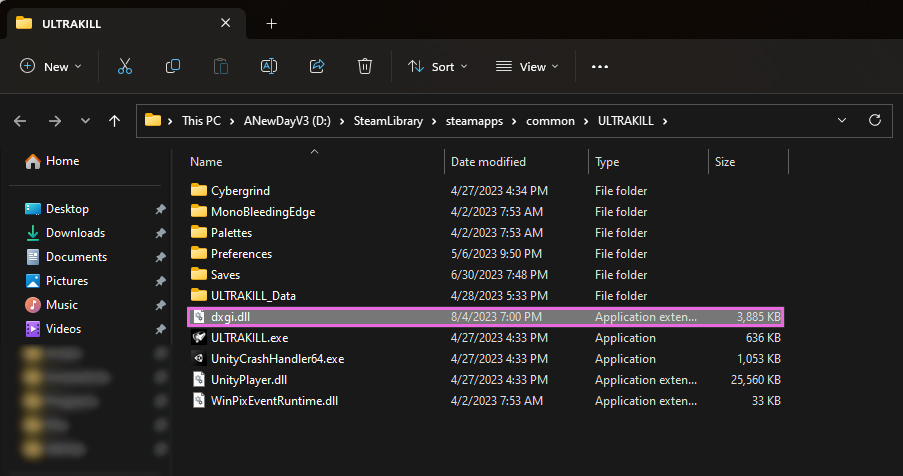 ULTRAKILL
New Sort View
This PC ANewDayV3 (D:) SteamLibrary steamapps common ULTRAKILL
Home
Desktop
Downloads
Documents
Pictures
Music
Videos
Name Date modified Type Size
Cybergrind 4/27/2023 4:34 PM File folder
MonoBleedingEdge 4/2/2023 7:53 AM File folder
Palettes 4/2/2023 7:53 AM File folder
Preferences 5/6/2023 9:50 PM File folder
Saves 6/30/2023 7:48 PM File folder
ULTRAKILL_Data 4/28/2023 5:33 PM File folder
dxgi.dll 8/4/2023 7:00 PM Application exten... 3,885 KB
ULTRAKILL.exe 4/27/2023 4:33 PM Application 636 KB
UnityCrashHandler64.exe 4/27/2023 4:33 PM Application 1,053 KB
UnityPlayer.dll 4/27/2023 4:33 PM Application exten... 25,560 KB
WinPixEventRuntime.dll 4/2/2023 7:53 AM Application exten... 33 KB